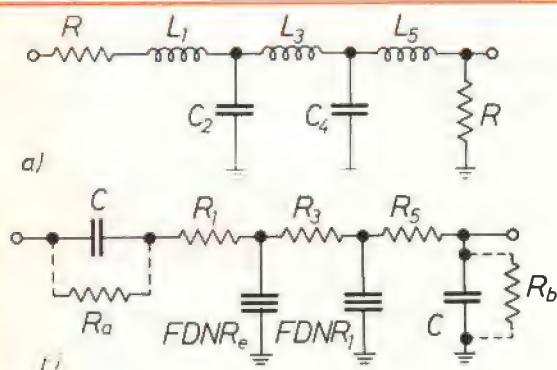 R L1 L3 L5
C2 C4 R
a)
C R1 R3 R5
Ra FDNRe FDNR1 C Rb